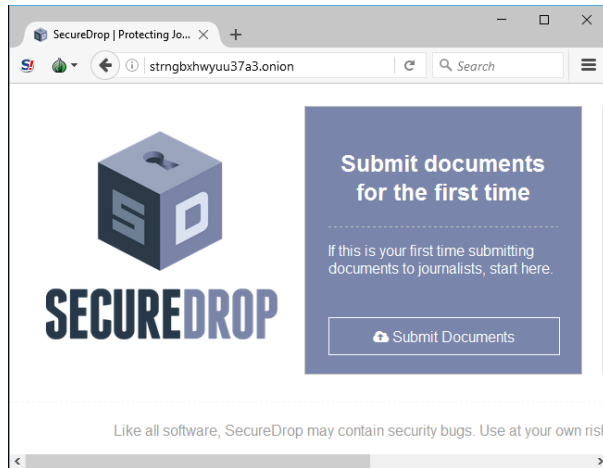 SecureDrop | Protecting Jo...
S!
strngbxhwyuu37a3.onion
Search
S D
SECUREDROP
Submit documents
for the first time
If this is your first time submitting
documents to journalists, start here.
Submit Documents
Like all software, SecureDrop may contain security bugs. Use at your own risk